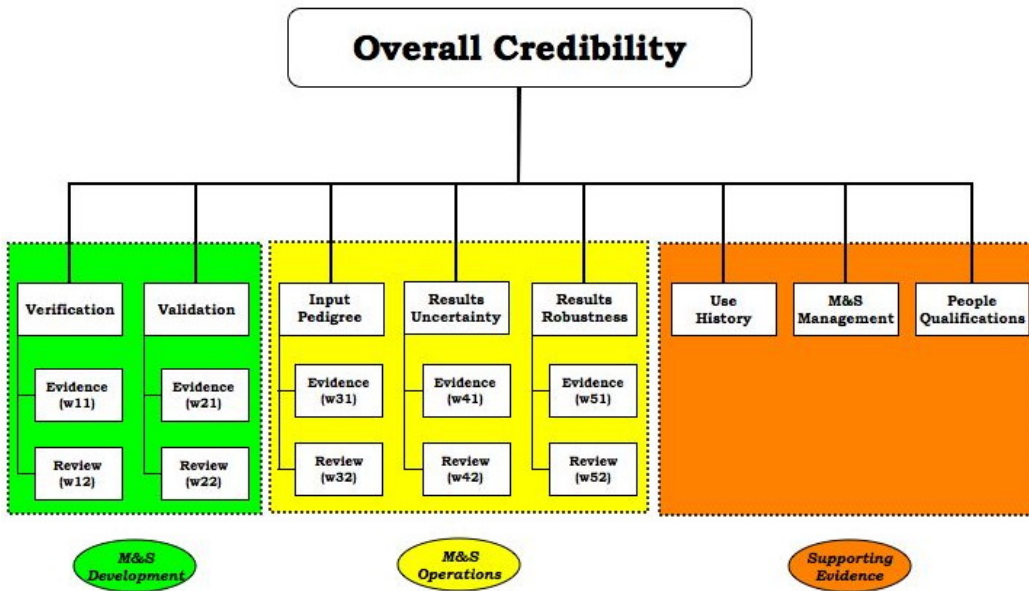 Overall Credibility
Verification
Validation
Input
Pedigree
Results
Uncertainty
Results
Robustness
Use
History
M&S
Management
People
Qualifications
Evidence
(w11)
Evidence
(w21)
Evidence
(w31)
Evidence
(w41)
Evidence
(w51)
Review
(w12)
Review
(w22)
Review
(w32)
Review
(w42)
Review
(w52)
M&S
Development
M&S
Operations
Supporting
Evidence